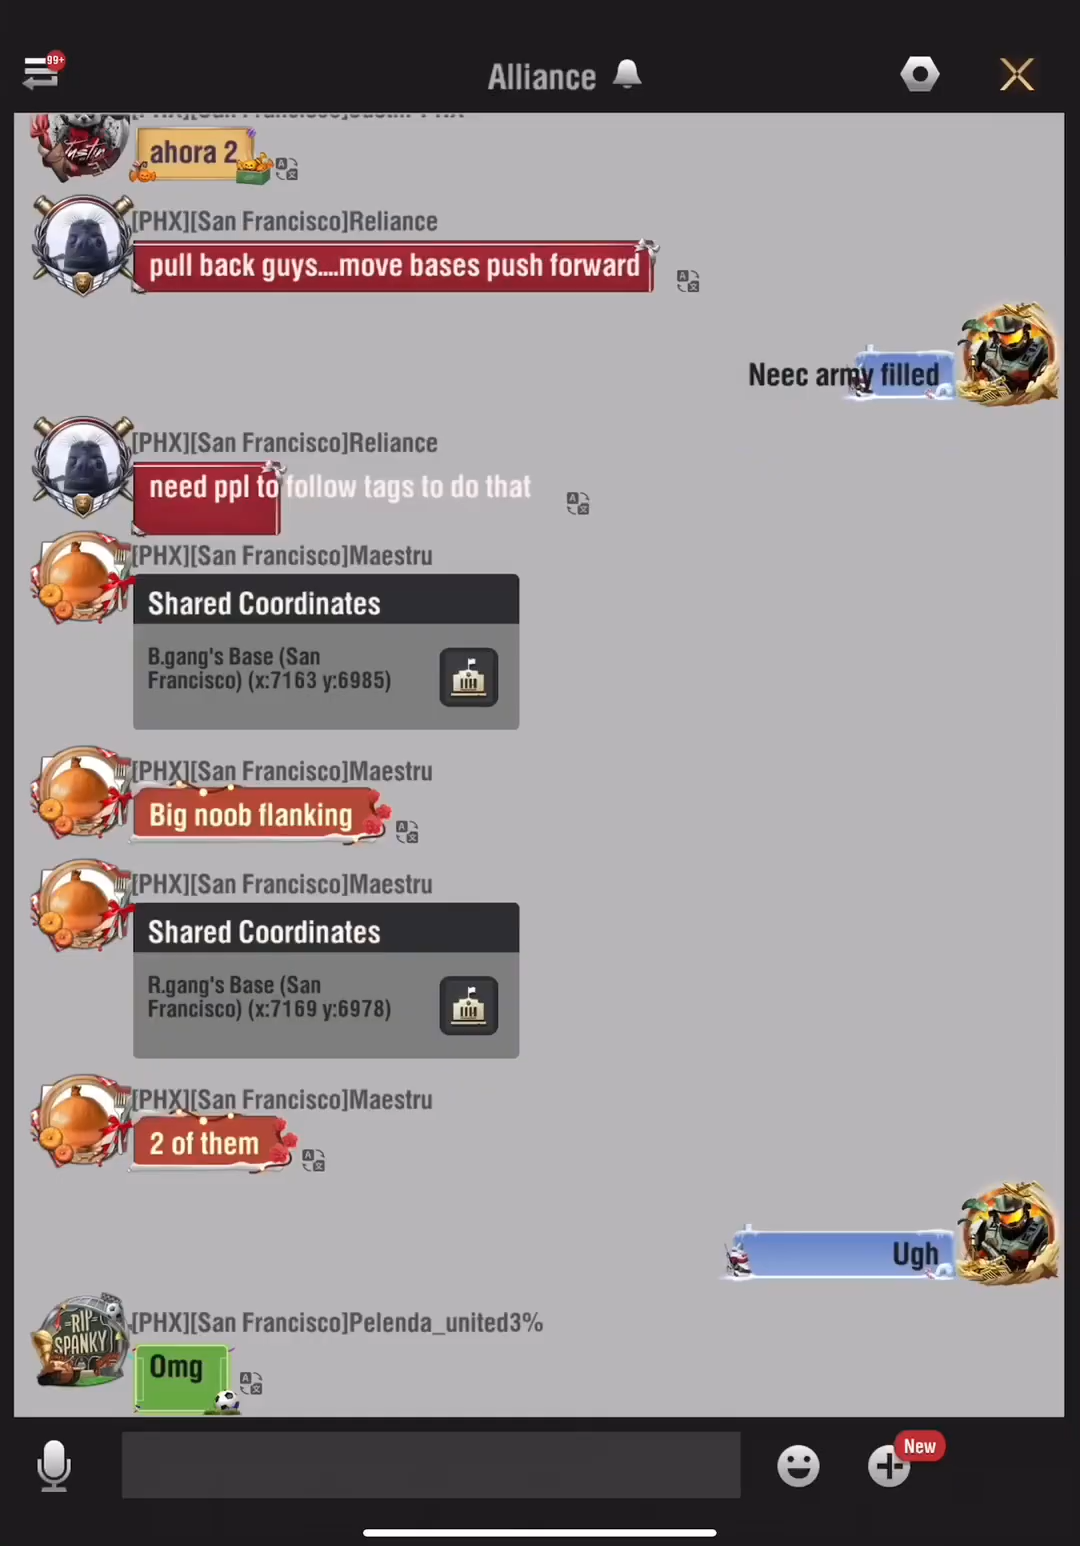 99+
Alliance
ahora 2
[PHX][San Francisco]Reliance
pull back guys....move bases push forward
Neec army filled
[PHX][San Francisco]Reliance
need ppl to follow tags to do that
[PHX][San Francisco]Maestru
Shared Coordinates
B.gang's Base (San
Francisco) (x:7163 y:6985)
[PHX][San Francisco]Maestru
Big noob flanking
[PHX][San Francisco]Maestru
Shared Coordinates
R.gang's Base (San
Francisco) (x:7169 y:6978)
[PHX][San Francisco]Maestru
2 of them
Ugh
[PHX][San Francisco]Pelenda_united3%
RIP
SPANKY
Omg
New